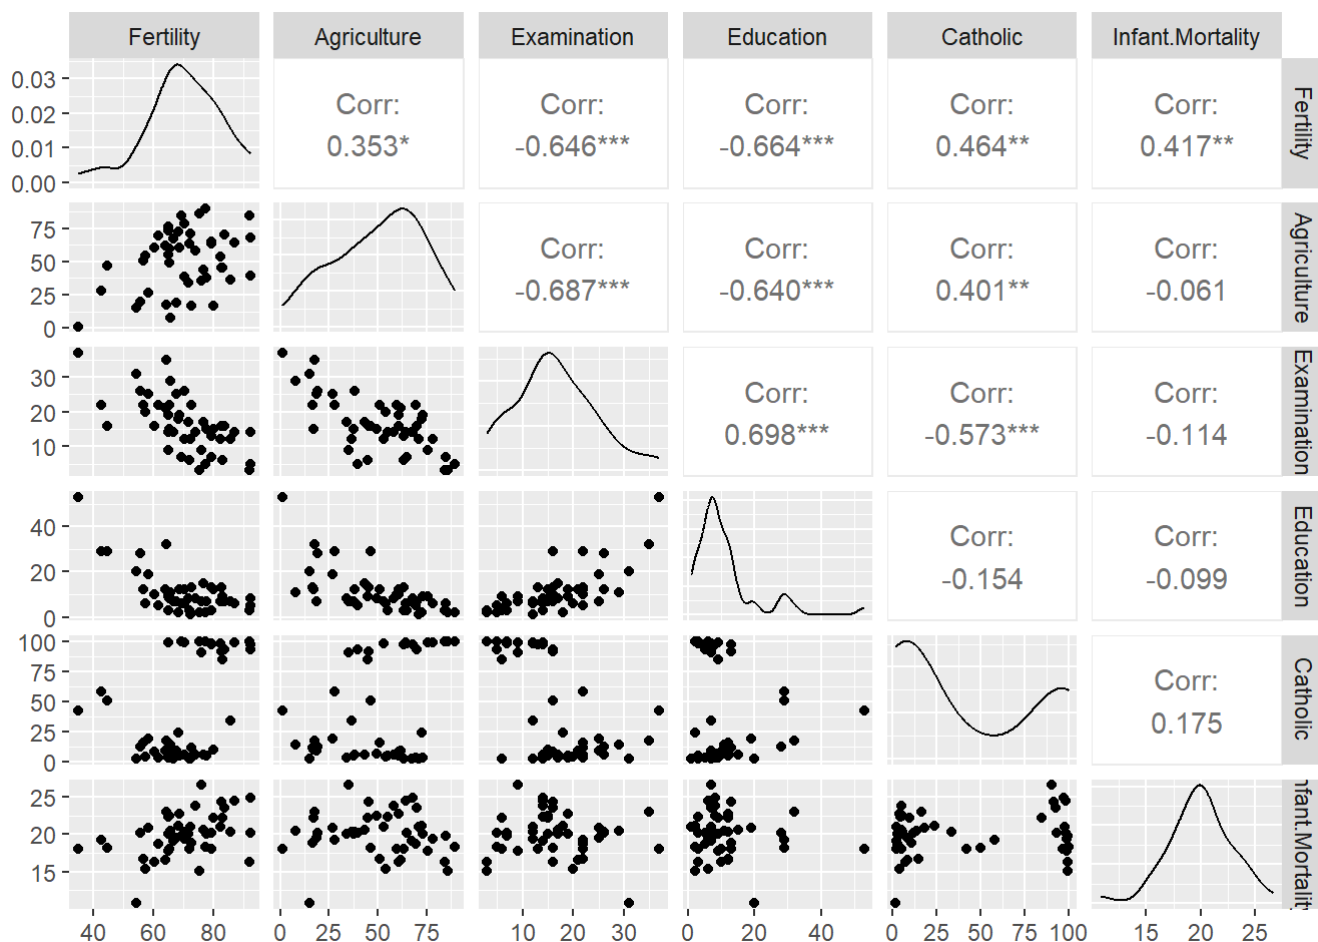 Fertility Agriculture Examination Education Catholic Infant.Mortality
0.03
0.02
0.01
0.00
Corr:
0.353*
Corr:
-0.646***
Corr:
-0.664***
Corr:
0.464**
Corr:
0.417**
Fertility
75
50
25
0
Corr:
-0.687***
Corr:
-0.640***
Corr:
0.401**
Corr:
-0.061
Agriculture
30
20
10
Corr:
0.698***
Corr:
-0.573***
Corr:
-0.114
Examination
40
20
0
Corr:
-0.154
Corr:
-0.099
Education
100
75
50
25
0
Corr:
0.175
Catholic
25
20
15
nfant.Mortalit
40 60 80 0 25 50 75 10 20 30 0 20 40 0 25 50 75 100 15 20 25